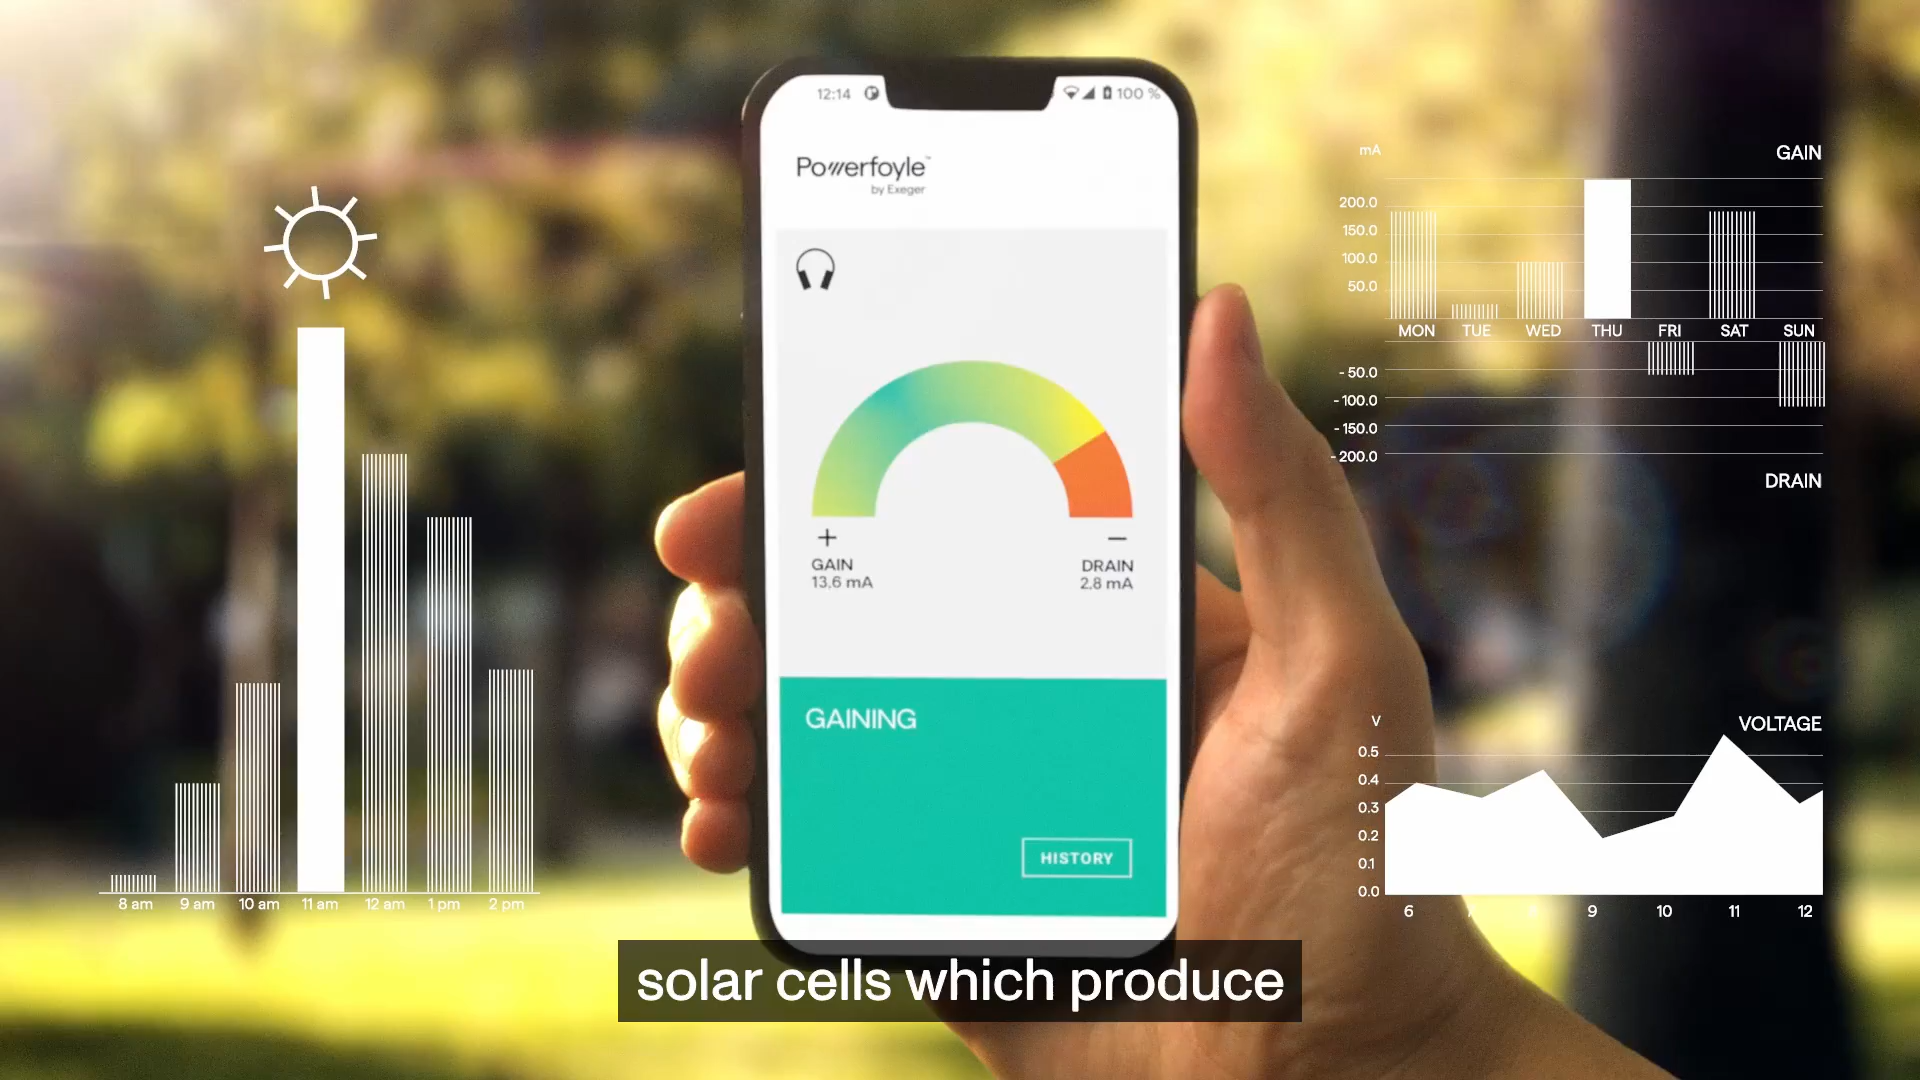 12:14
100 %
Powerfoyle™
by Exeger
+
GAIN
13,6 mA
−
DRAIN
2,8 mA
GAINING
HISTORY
8 am 9 am 10 am 11 am 12 am 1 pm 2 pm
mA
GAIN
200.0
150.0
100.0
50.0
MON TUE WED THU FRI SAT SUN
- 50.0
- 100.0
- 150.0
- 200.0
DRAIN
V
VOLTAGE
0.5
0.4
0.3
0.2
0.1
0.0
6 7 8 9 10 11 12
solar cells which produce